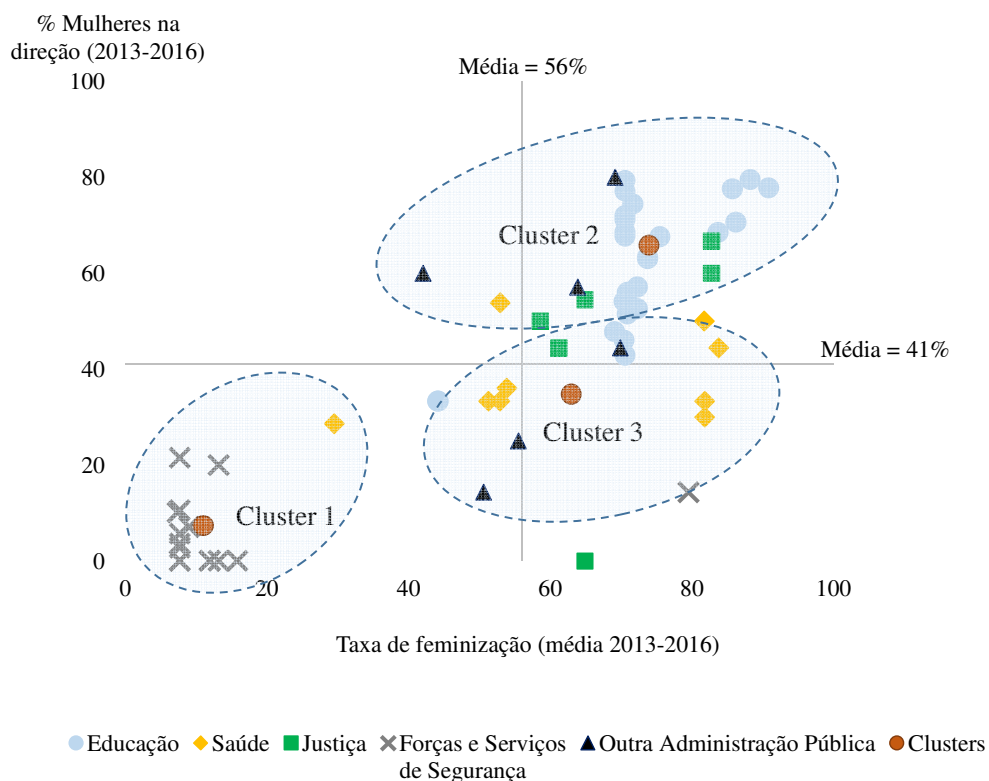 % Mulheres na
direção (2013-2016)
Média = 56%
100
80
60
40
20
0
Cluster 2
Média = 41%
Cluster 3
Cluster 1
0
20
40
60
80
100
Taxa de feminização (média 2013-2016)
Educação
Saúde
Justiça
Forças e Serviços
de Segurança
Outra Administração Pública
Clusters